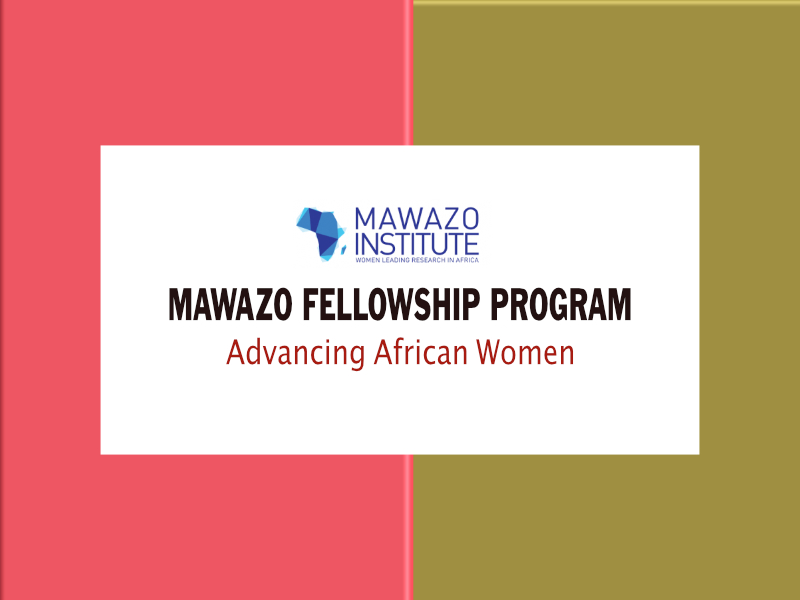 MAWAZO
INSTITUTE
WOMEN LEADING RESEARCH IN AFRICA
MAWAZO FELLOWSHIP PROGRAM
Advancing African Women